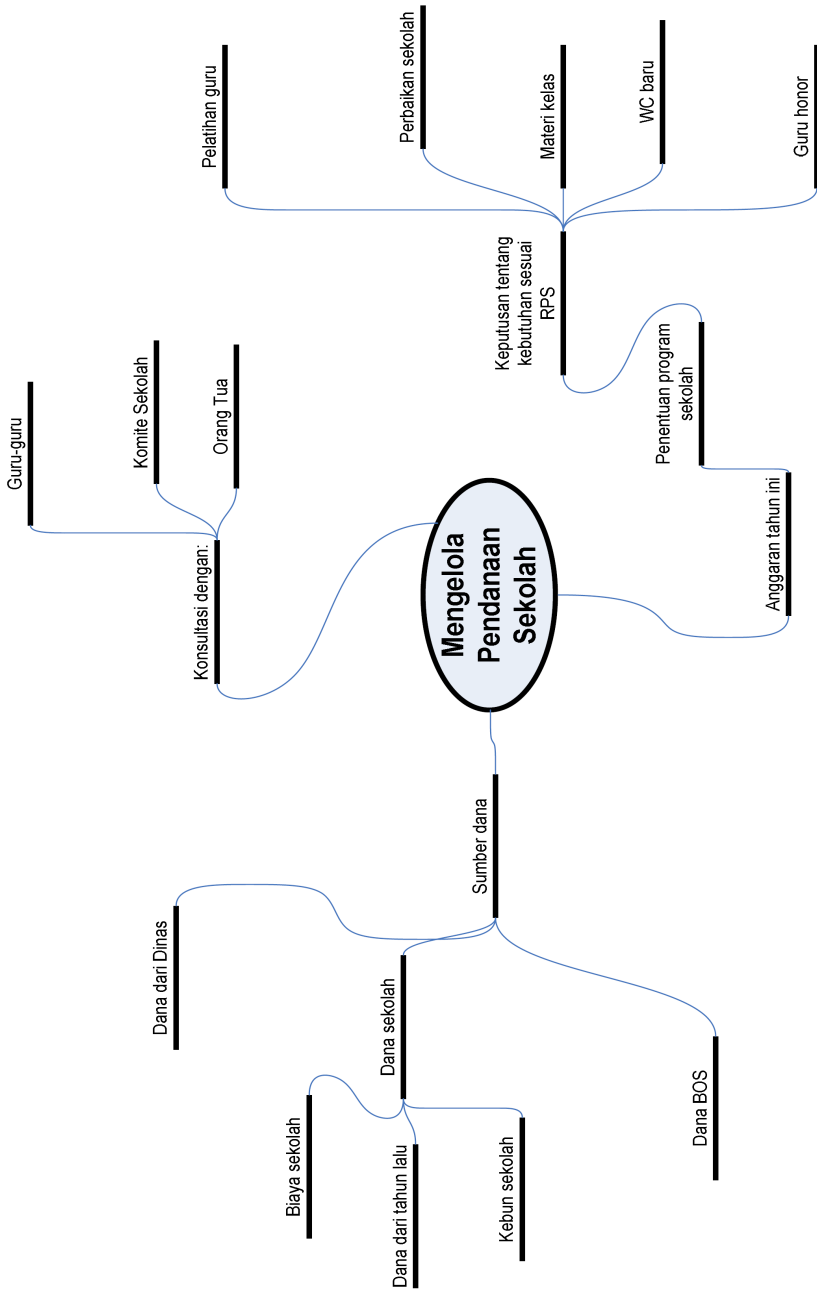 Mengelola
Pendanaan
Sekolah
Konsultasi dengan:
Guru-guru
Komite Sekolah
Orang Tua
Sumber dana
Dana dari Dinas
Dana sekolah
Biaya sekolah
Dana dari tahun lalu
Kebun sekolah
Dana BOS
Anggaran tahun ini
Penentuan program
sekolah
Keputusan tentang
kebutuhan sesuai
RPS
Pelatihan guru
Perbaikan sekolah
Materi kelas
WC baru
Guru honor